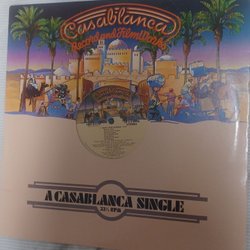 Casablanca
Record and FilmWorks
A CASABLANCA SINGLE
33⅓ RPM